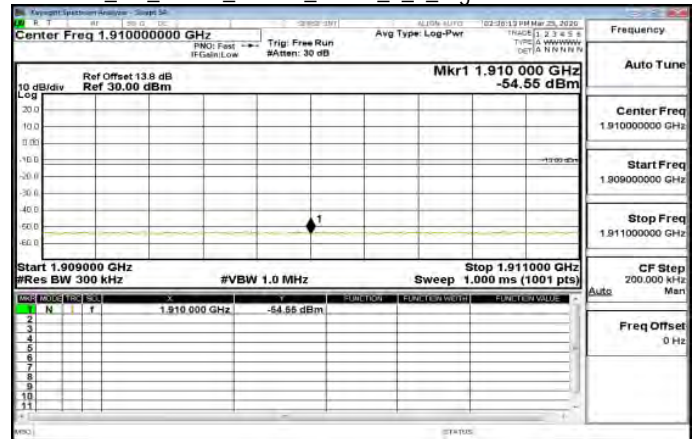 Keysight Spectrum Analyzer - Swept SA
Center Freq 1.910000000 GHz
PNO: Fast
IFGain:Low
Trig: Free Run
#Atten: 30 dB
Avg Type: Log-Pwr
02:28:13 PM Mar 25, 2020
TRACE 1 2 3 4 5 6
TYPE A WWWWW
DET A N N N N N
Frequency
Auto Tune
Mkr1 1.910 000 GHz
-54.55 dBm
Ref Offset 13.8 dB
Ref 30.00 dBm
10 dB/div
Log
20.0
10.0
0.00
-10.0
-20.0
-30.0
-40.0
-50.0
-60.0
-13.00 dBm
1
Center Freq
1.910000000 GHz
Start Freq
1.909000000 GHz
Stop Freq
1.911000000 GHz
CF Step
200.000 kHz
Auto Man
Freq Offset
0 Hz
Start 1.909000 GHz
Stop 1.911000 GHz
#Res BW 300 kHz
#VBW 1.0 MHz
Sweep 1.000 ms (1001 pts)
MKR MODE TRC SCL X Y FUNCTION FUNCTION WIDTH FUNCTION VALUE
1 N 1 f 1.910 000 GHz -54.55 dBm
2
3
4
5
6
7
8
9
10
11
MSG
STATUS